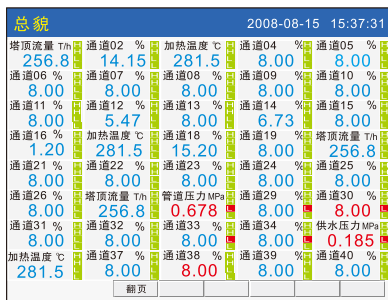 总貌 2008-08-15 15:37:31
塔顶流量 T/h 通道02 % 加热温度 ℃ 通道04 % 通道05 %
256.8 14.15 281.5 8.00 8.00
通道06 % 通道07 % 通道08 % 通道09 % 通道10 %
8.00 8.00 8.00 8.00 8.00
通道11 % 通道12 % 通道13 % 通道14 % 通道15 %
8.00 5.47 8.00 6.73 8.00
通道16 % 加热温度 ℃ 通道18 % 通道19 % 塔顶流量 T/h
1.20 281.5 15.20 8.00 256.8
通道21 % 通道22 % 通道23 % 通道24 % 通道25 %
8.00 8.00 8.00 8.00 8.00
通道26 % 塔顶流量 T/h 管道压力 MPa 通道29 % 通道30 %
8.00 256.8 0.678 8.00 8.00
通道31 % 通道32 % 通道33 % 通道34 % 供水压力 MPa
8.00 8.00 8.00 8.00 0.185
加热温度 ℃ 通道37 % 通道38 % 通道39 % 通道40 %
281.5 8.00 8.00 8.00 8.00
翻页